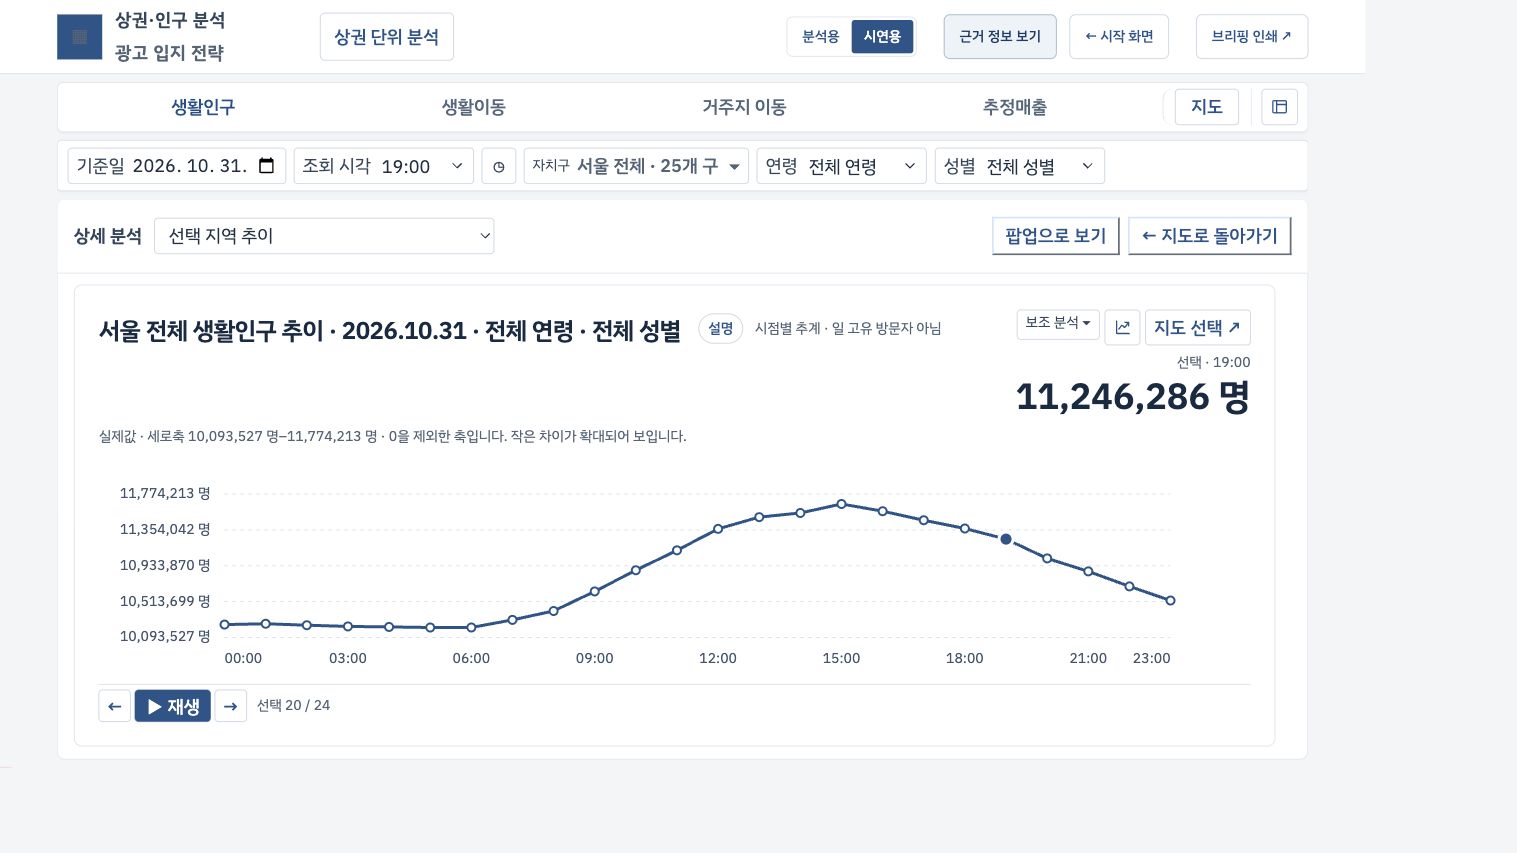 상권·인구 분석
광고 입지 전략
상권 단위 분석
분석용 시연용
근거 정보 보기
← 시작 화면
브리핑 인쇄 ↗
생활인구 생활이동 거주지 이동 추정매출 지도
기준일 2026. 10. 31.
조회 시각 19:00
자치구 서울 전체 · 25개 구
연령 전체 연령
성별 전체 성별
상세 분석 선택 지역 추이
팝업으로 보기
← 지도로 돌아가기
서울 전체 생활인구 추이 · 2026.10.31 · 전체 연령 · 전체 성별
설명
시점별 추계 · 일 고유 방문자 아님
보조 분석
지도 선택 ↗
선택 · 19:00
11,246,286 명
실제값 · 세로축 10,093,527 명–11,774,213 명 · 0을 제외한 축입니다. 작은 차이가 확대되어 보입니다.
11,774,213 명
11,354,042 명
10,933,870 명
10,513,699 명
10,093,527 명
00:00 03:00 06:00 09:00 12:00 15:00 18:00 21:00 23:00
← ▶ 재생 → 선택 20 / 24